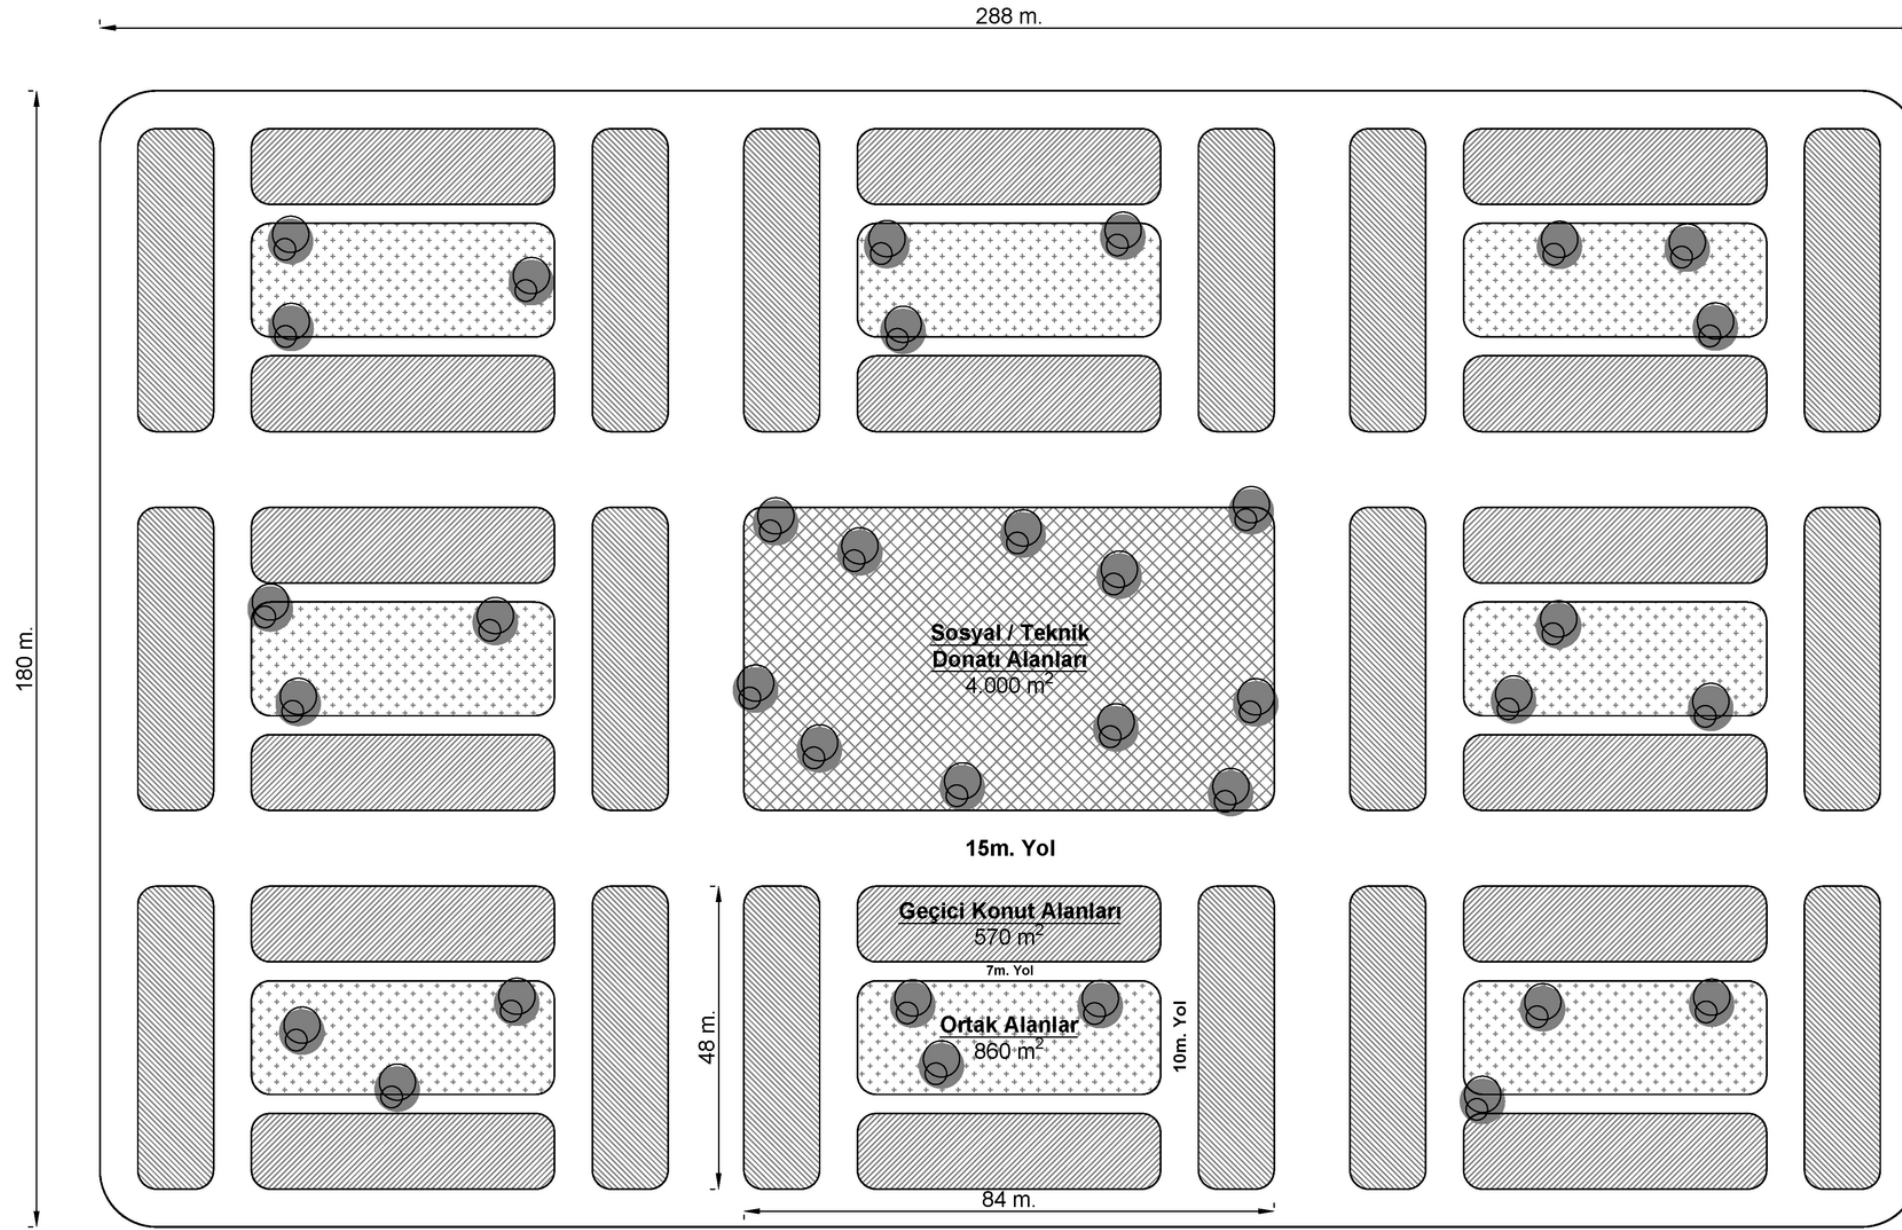 288 m.
180 m.
Sosyal / Teknik
Donatı Alanları
4.000 m²
15m. Yol
Geçici Konut Alanları
570 m²
7m. Yol
Ortak Alanlar
860 m²
10m. Yol
48 m.
84 m.